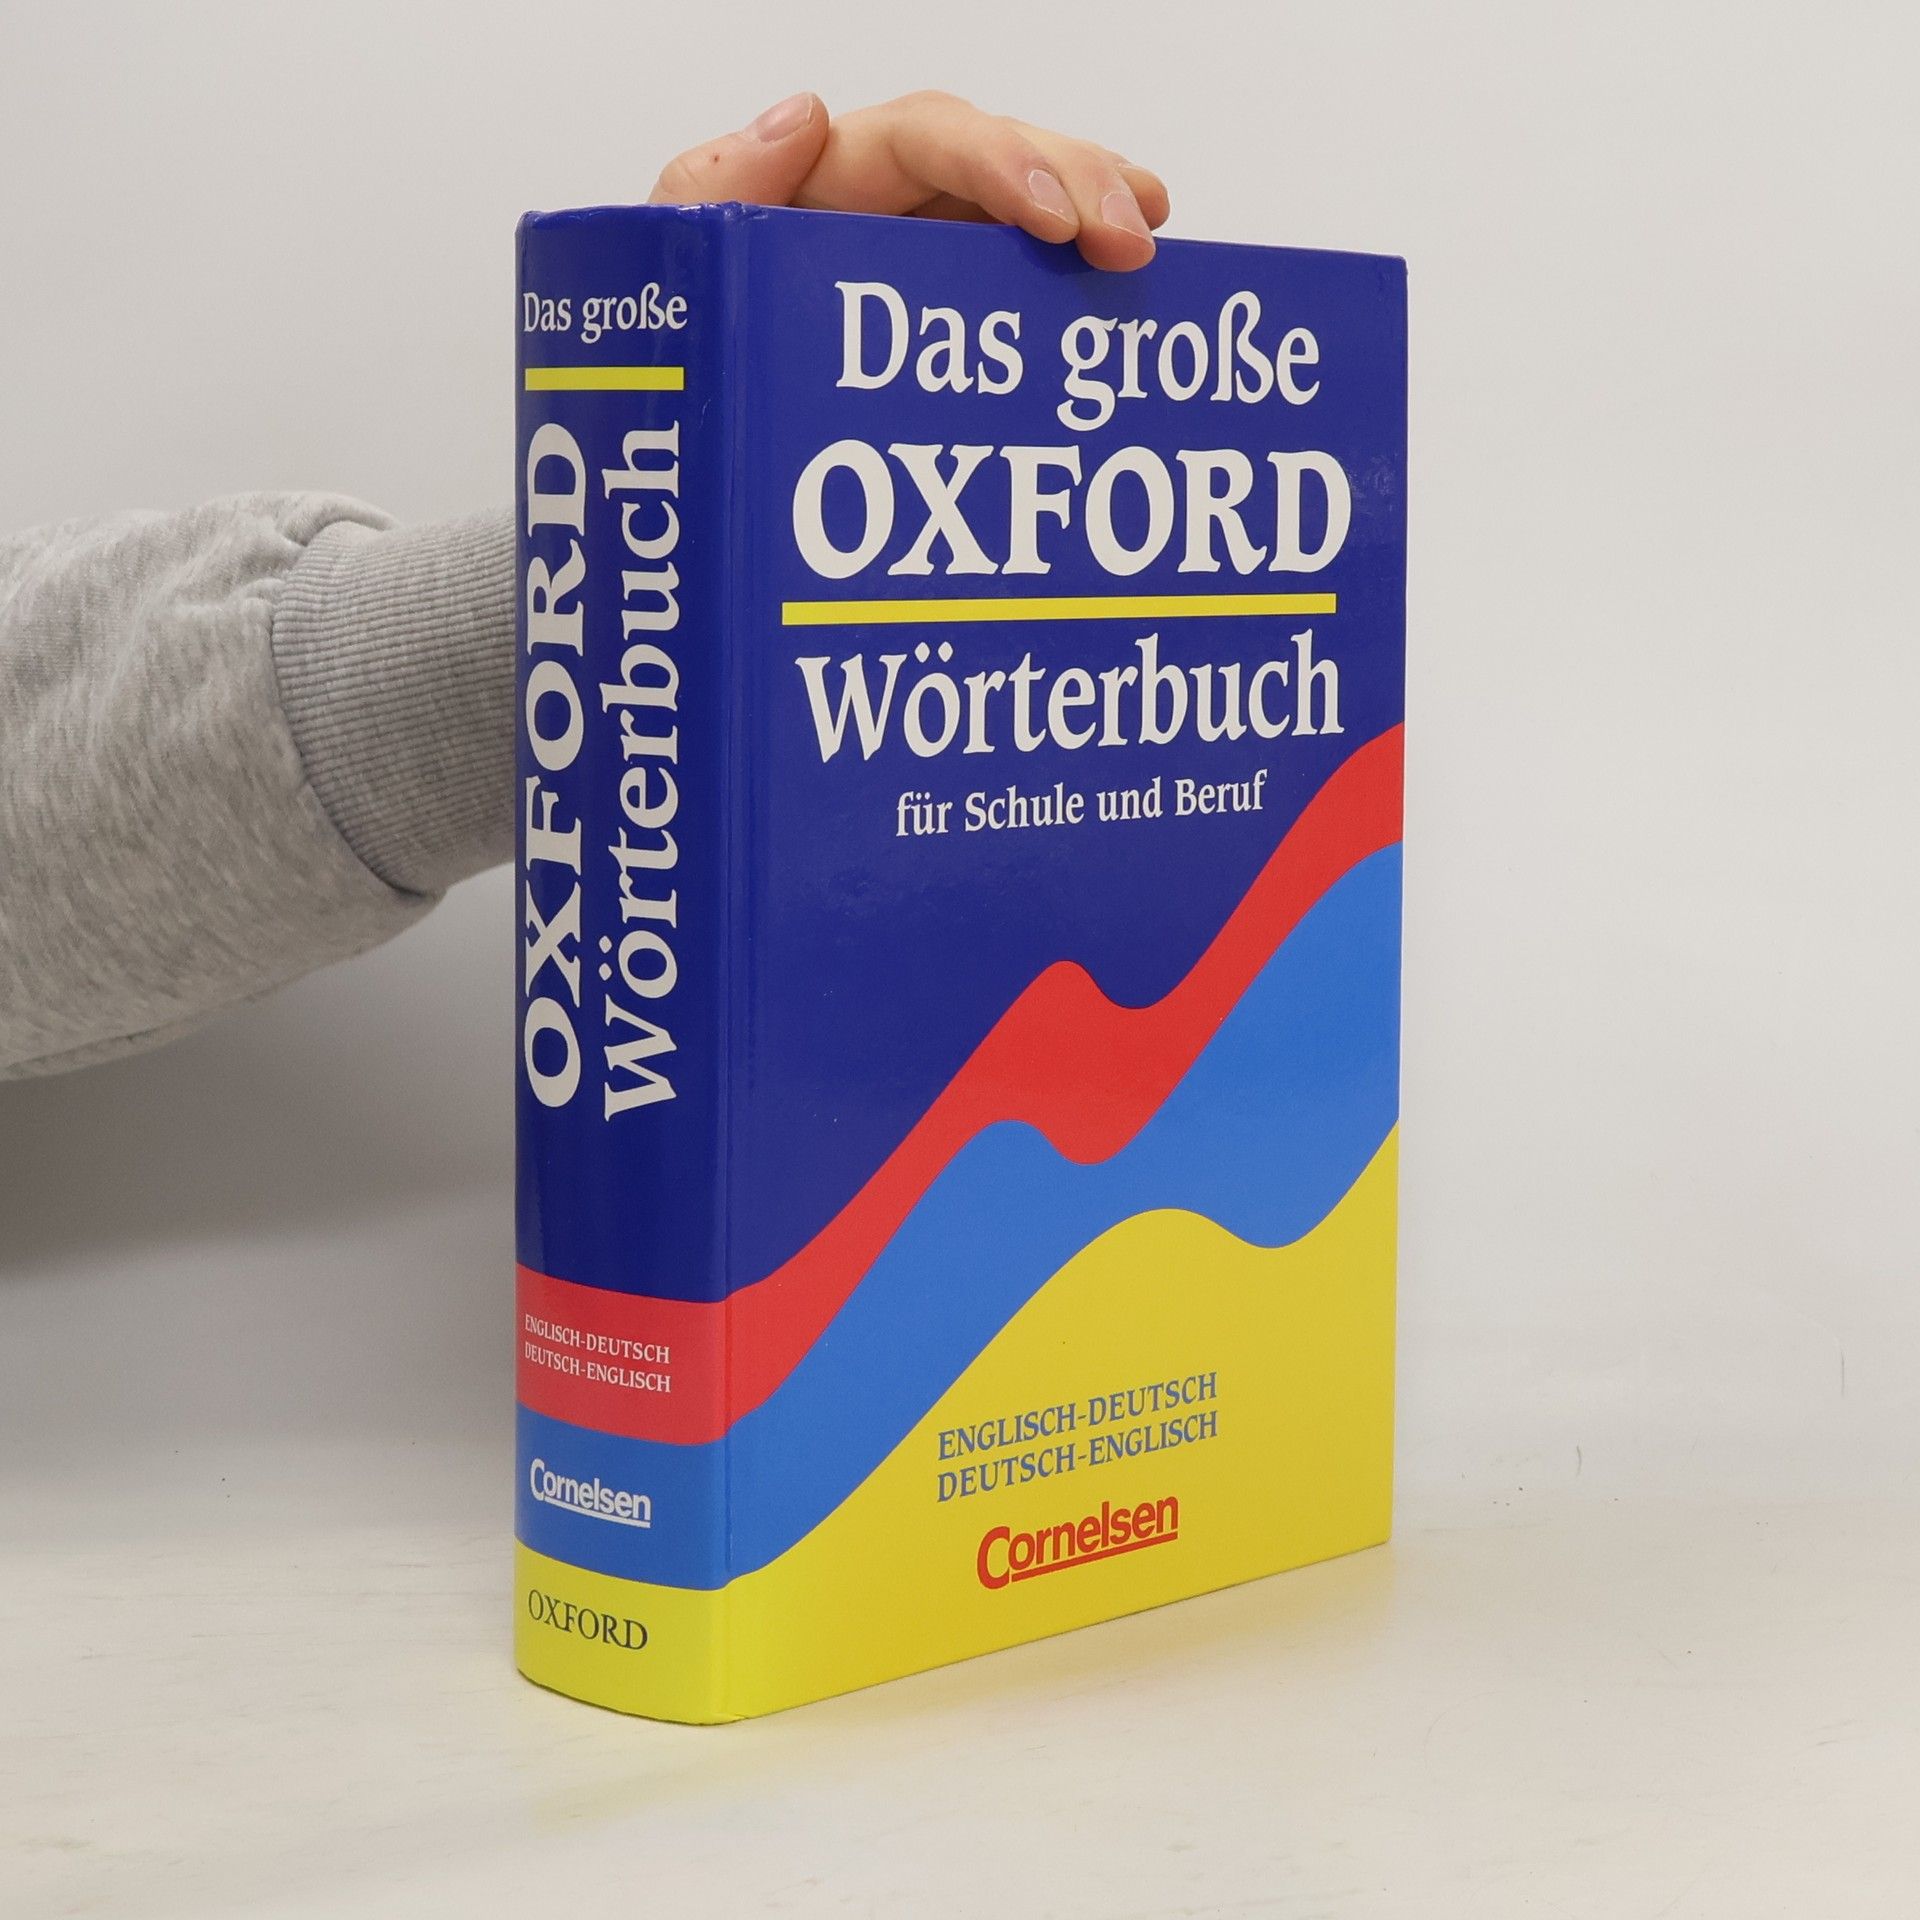 Das große
OXFORD
Wörterbuch
ENGLISCH-DEUTSCH
DEUTSCH-ENGLISCH
Cornelsen
OXFORD
Das große
OXFORD
Wörterbuch
für Schule und Beruf
ENGLISCH-DEUTSCH
DEUTSCH-ENGLISCH
Cornelsen